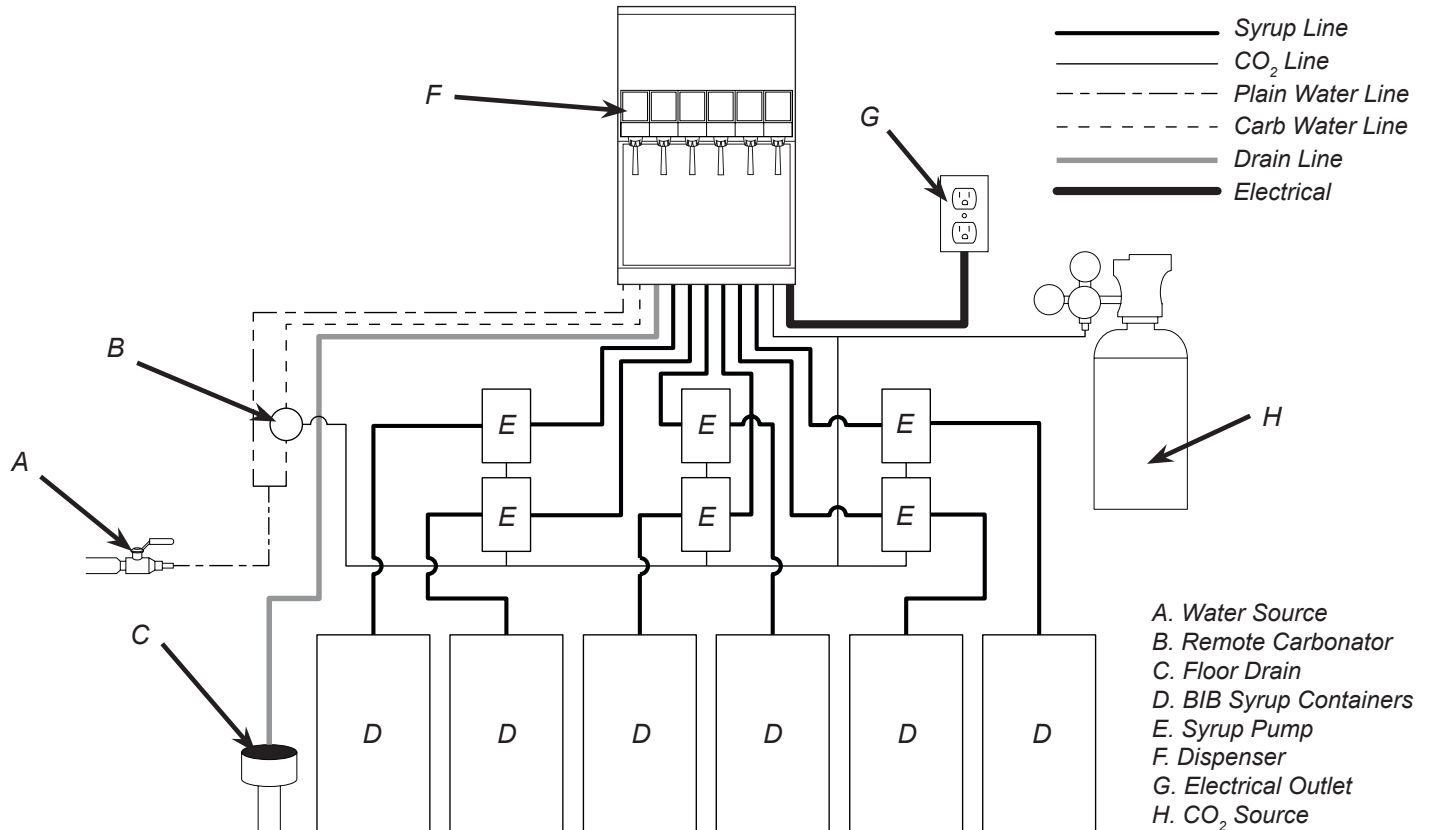 Syrup Line
CO₂ Line
Plain Water Line
Carb Water Line
Drain Line
Electrical
F
G
B
H
A
E
E
E
E
E
E
C
D
D
D
D
D
D
A. Water Source
B. Remote Carbonator
C. Floor Drain
D. BIB Syrup Containers
E. Syrup Pump
F. Dispenser
G. Electrical Outlet
H. CO₂ Source